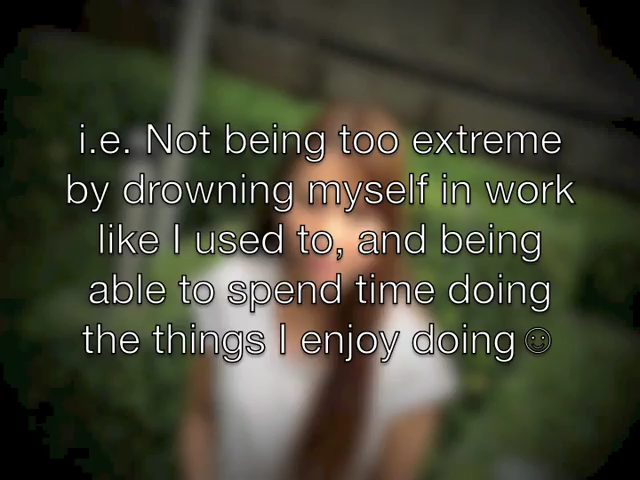 i.e. Not being too extreme
by drowning myself in work
like I used to, and being
able to spend time doing
the things I enjoy doing☺